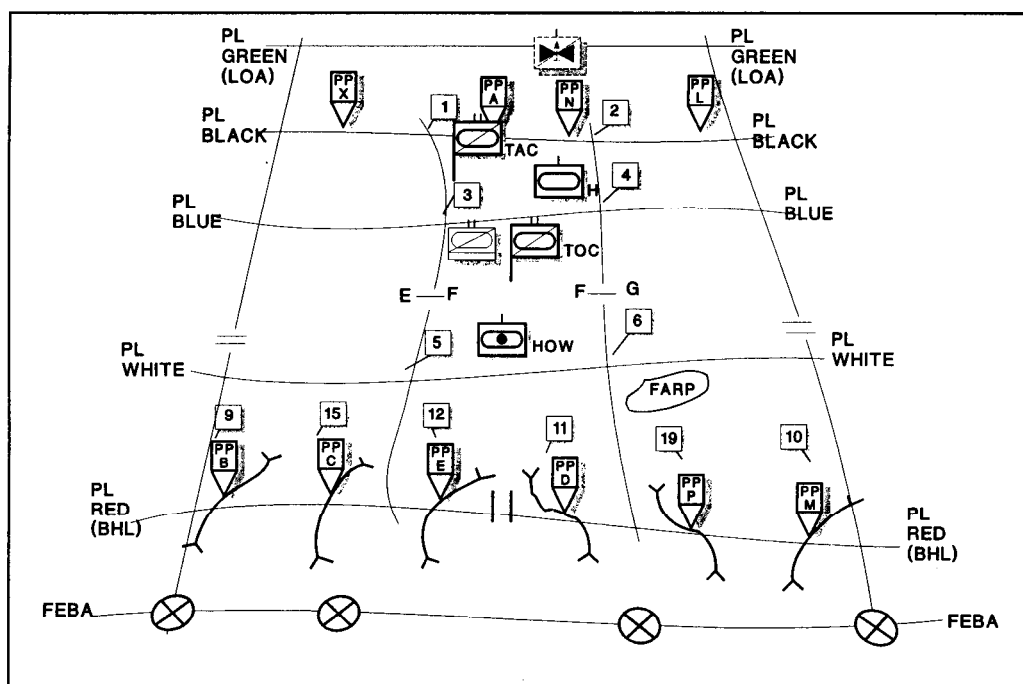 PL
GREEN
(LOA)
A
PL
GREEN
(LOA)
PP
X
PP
A
PP
N
PP
L
1
2
PL
BLACK
PL
BLACK
TAC
H
4
3
PL
BLUE
PL
BLUE
TOC
E F
F G
6
5
HOW
PL
WHITE
PL
WHITE
FARP
9
15
12
11
19
10
PP
B
PP
C
PP
E
PP
D
PP
P
PP
M
PL
RED
(BHL)
PL
RED
(BHL)
FEBA
FEBA